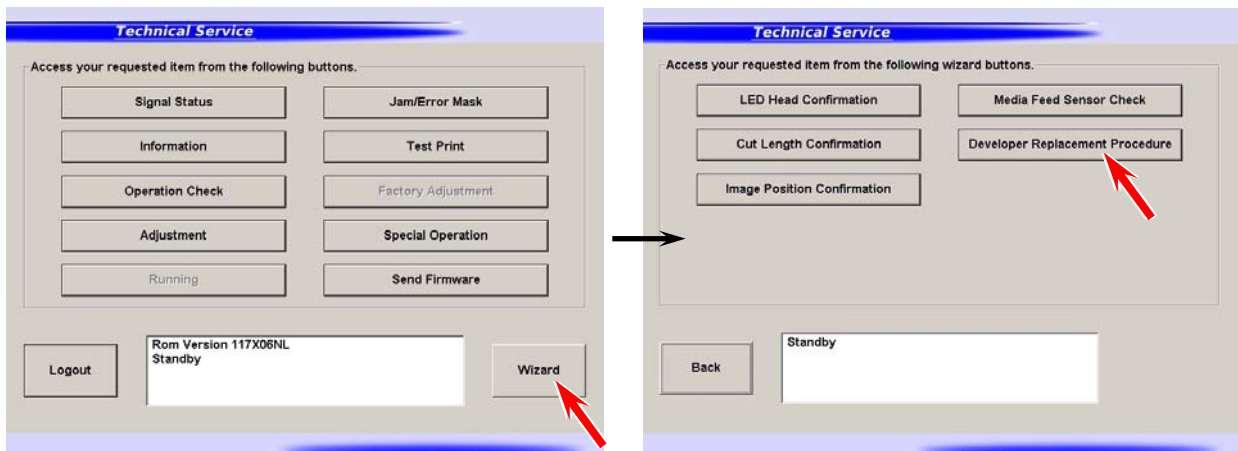 Technical Service
Access your requested item from the following buttons.
Signal Status
Jam/Error Mask
Information
Test Print
Operation Check
Factory Adjustment
Adjustment
Special Operation
Running
Send Firmware
Logout
Rom Version 117X06NL
Standby
Wizard
Technical Service
Access your requested item from the following wizard buttons.
LED Head Confirmation
Media Feed Sensor Check
Cut Length Confirmation
Developer Replacement Procedure
Image Position Confirmation
Back
Standby